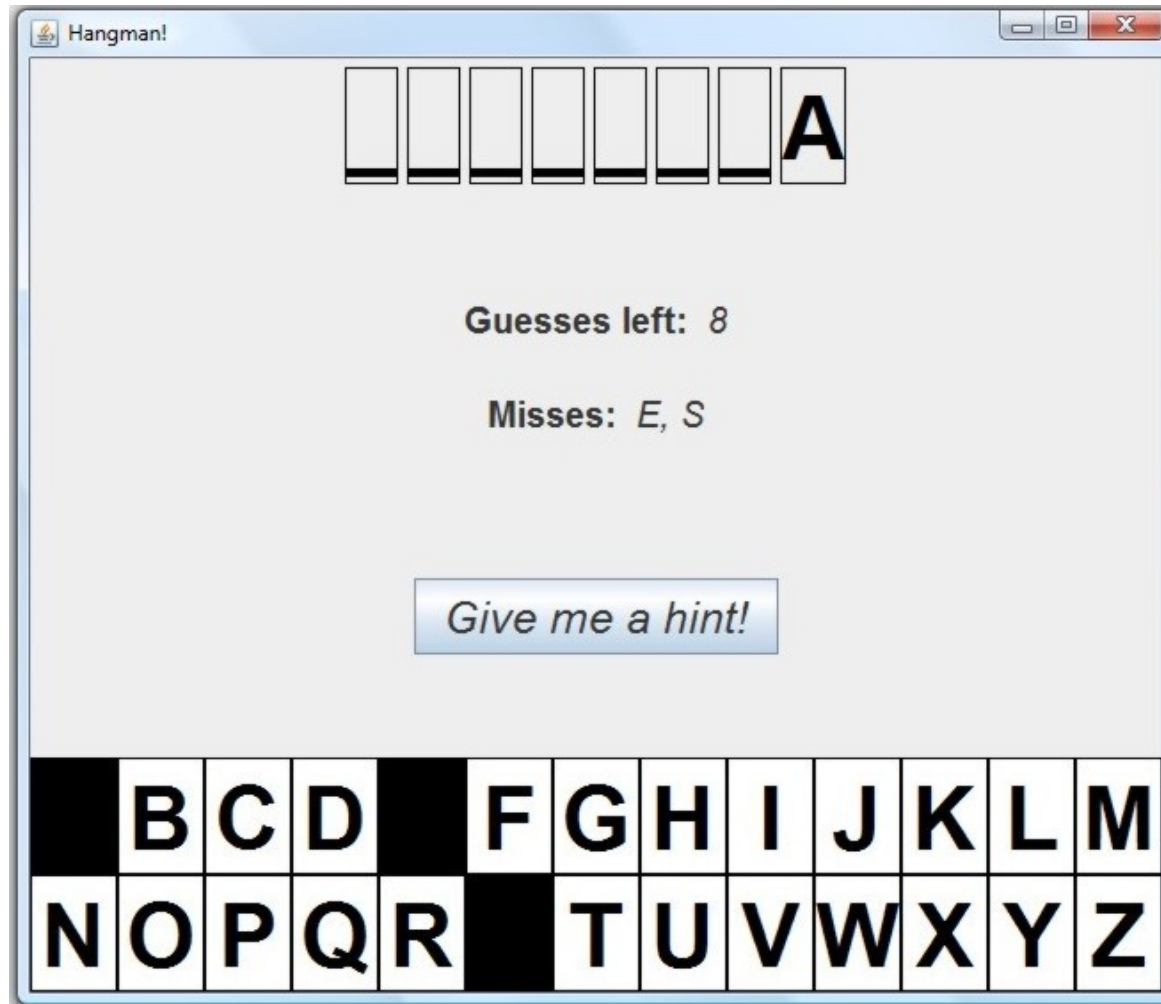 Hangman!
_ _ _ _ _ _ _ A
Guesses left: 8
Misses: E, S
Give me a hint!
B C D F G H I J K L M
N O P Q R T U V W X Y Z